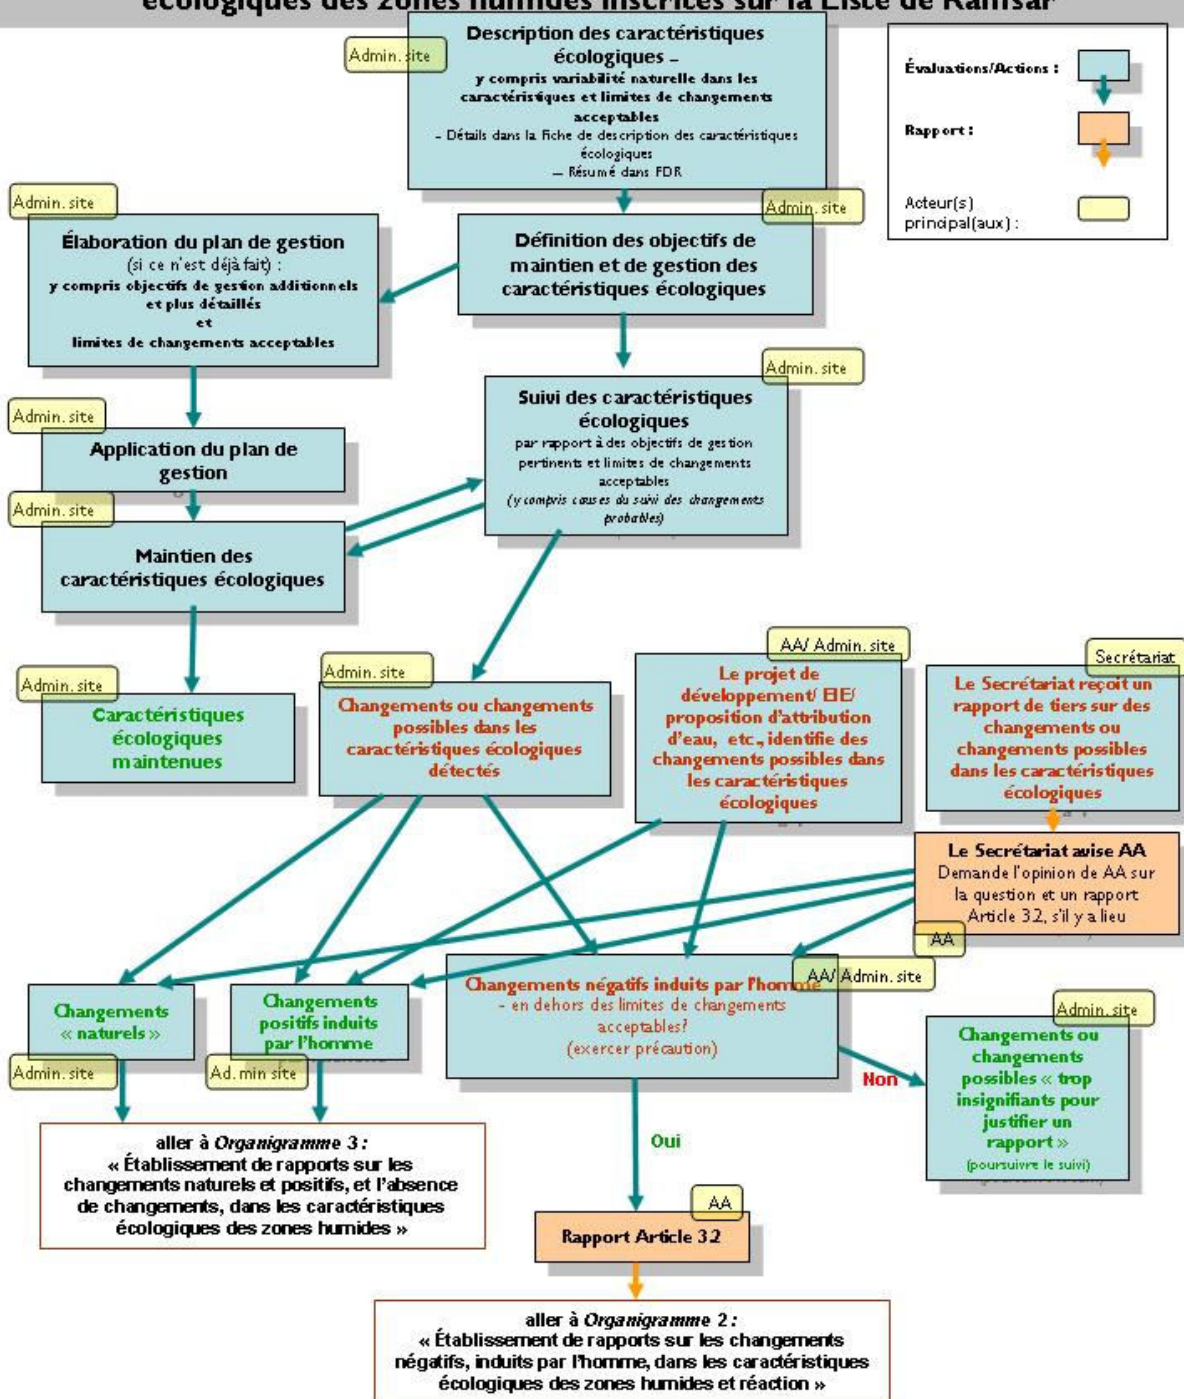 écologiques des zones humides inscrites sur la Liste de Ramsar
Admin. site
Description des caractéristiques
écologiques –
y compris variabilité naturelle dans les
caractéristiques et limites de changements
acceptables
- Détails dans la fiche de description des caractéristiques
écologiques
— Résumé dans FDR
Évaluations/Actions :
Rapport :
Acteur(s)
principal(aux) :
Admin. site
Élaboration du plan de gestion
(si ce n'est déjà fait) :
y compris objectifs de gestion additionnels
et plus détaillés
et
limites de changements acceptables
Admin. site
Définition des objectifs de
maintien et de gestion des
caractéristiques écologiques
Admin. site
Suivi des caractéristiques
écologiques
par rapport à des objectifs de gestion
pertinents et limites de changements
acceptables
(y compris causes du suivi des changements
probables)
Admin. site
Application du plan de
gestion
Admin. site
Maintien des
caractéristiques écologiques
Admin. site
Caractéristiques
écologiques
maintenues
Admin. site
Changements ou changements
possibles dans les
caractéristiques écologiques
détectés
AA/ Admin. site
Le projet de
développement/ EIE/
proposition d'attribution
d'eau, etc., identifie des
changements possibles dans
les caractéristiques
écologiques
Secrétariat
Le Secrétariat reçoit un
rapport de tiers sur des
changements ou
changements possibles
dans les caractéristiques
écologiques
Le Secrétariat avise AA
Demande l'opinion de AA sur
la question et un rapport
Article 3.2, s'il y a lieu
AA
Changements
« naturels »
Admin. site
Changements
positifs induits
par l'homme
Ad. min site
AA/ Admin. site
Changements négatifs induits par l'homme
- en dehors des limites de changements
acceptables?
(exercer précaution)
Non
Admin. site
Changements ou
changements
possibles « trop
insignifiants pour
justifier un
rapport »
(poursuivre le suivi)
Oui
aller à Organigramme 3 :
« Établissement de rapports sur les
changements naturels et positifs, et l'absence
de changements, dans les caractéristiques
écologiques des zones humides »
AA
Rapport Article 3.2
aller à Organigramme 2 :
« Établissement de rapports sur les changements
négatifs, induits par l'homme, dans les caractéristiques
écologiques des zones humides et réaction »